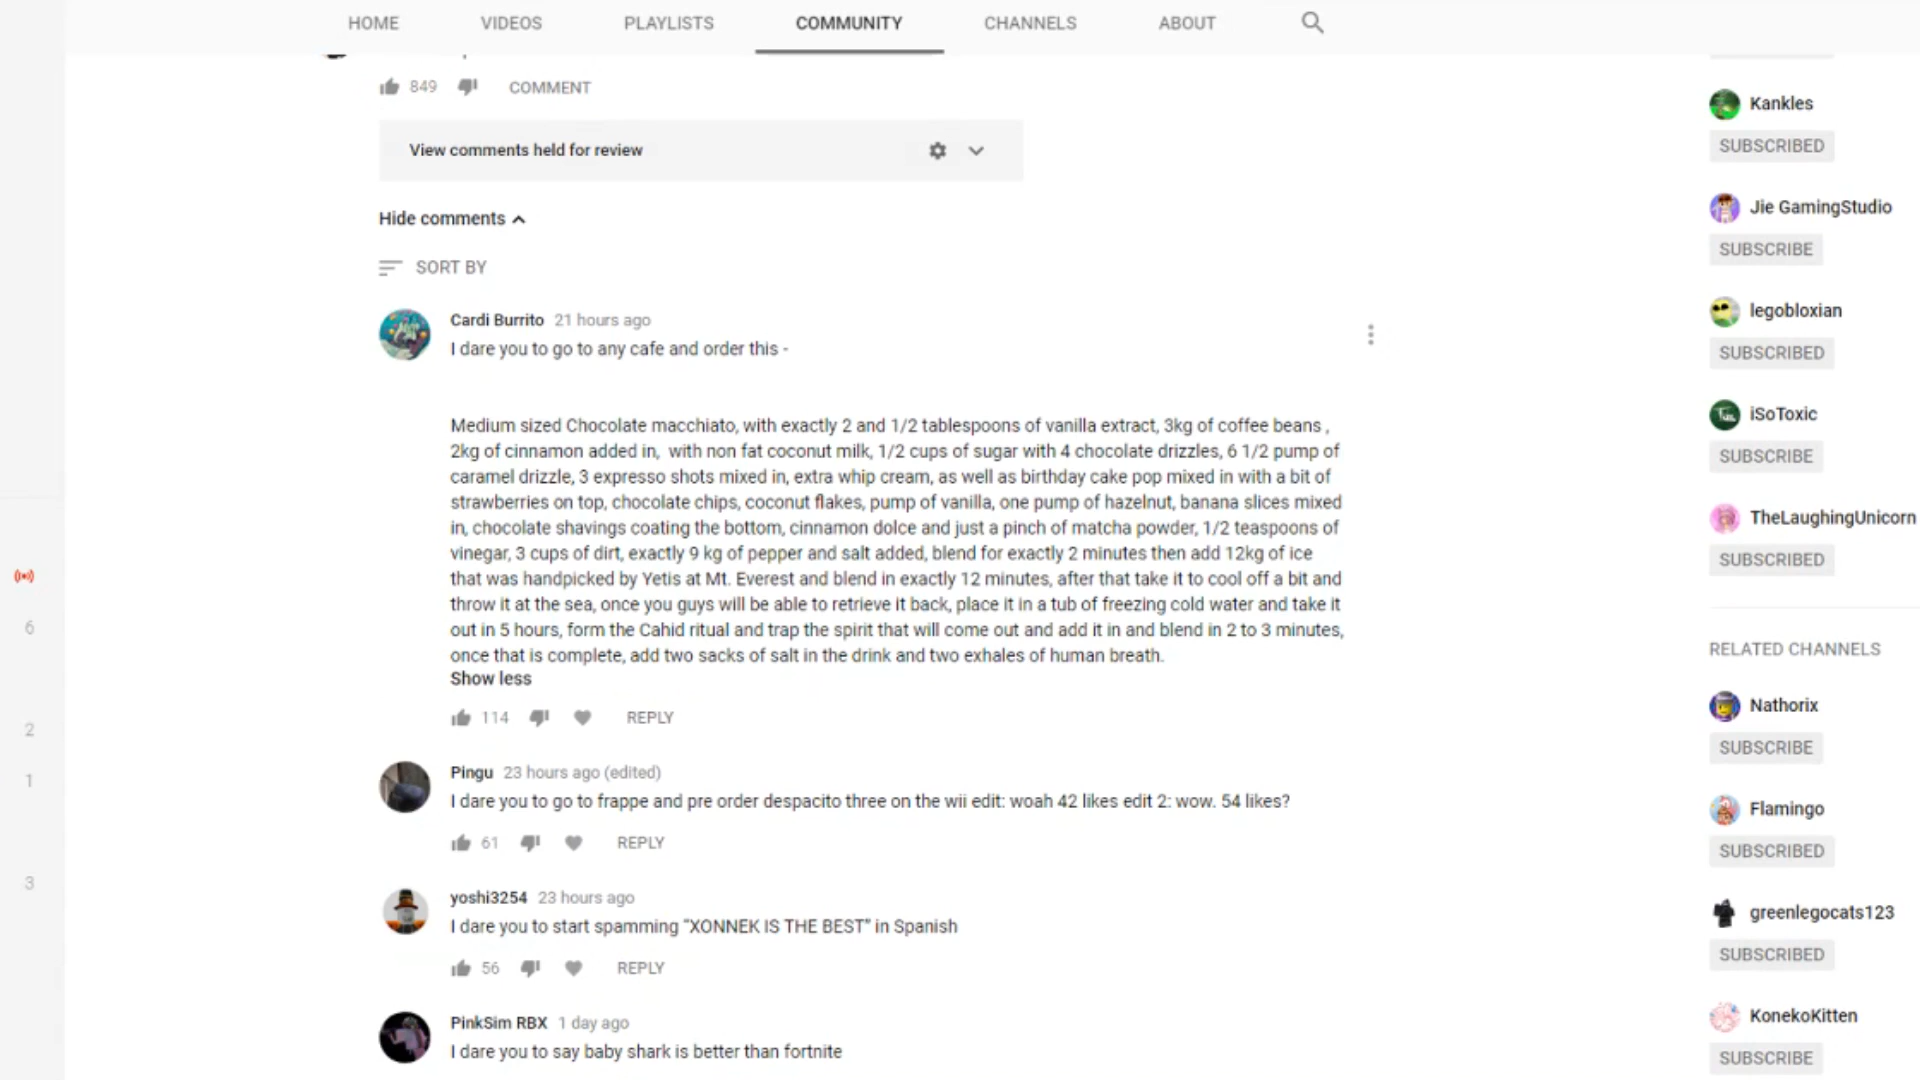 HOME VIDEOS PLAYLISTS COMMUNITY CHANNELS ABOUT
849 COMMENT
View comments held for review
Hide comments
SORT BY
Cardi Burrito 21 hours ago
I dare you to go to any cafe and order this -
Medium sized Chocolate macchiato, with exactly 2 and 1/2 tablespoons of vanilla extract, 3kg of coffee beans ,
2kg of cinnamon added in,  with non fat coconut milk, 1/2 cups of sugar with 4 chocolate drizzles, 6 1/2 pump of
caramel drizzle, 3 expresso shots mixed in, extra whip cream, as well as birthday cake pop mixed in with a bit of
strawberries on top, chocolate chips, coconut flakes, pump of vanilla, one pump of hazelnut, banana slices mixed
in, chocolate shavings coating the bottom, cinnamon dolce and just a pinch of matcha powder, 1/2 teaspoons of
vinegar, 3 cups of dirt, exactly 9 kg of pepper and salt added, blend for exactly 2 minutes then add 12kg of ice
that was handpicked by Yetis at Mt. Everest and blend in exactly 12 minutes, after that take it to cool off a bit and
throw it at the sea, once you guys will be able to retrieve it back, place it in a tub of freezing cold water and take it
out in 5 hours, form the Cahid ritual and trap the spirit that will come out and add it in and blend in 2 to 3 minutes,
once that is complete, add two sacks of salt in the drink and two exhales of human breath.
Show less
114 REPLY
Pingu 23 hours ago (edited)
I dare you to go to frappe and pre order despacito three on the wii edit: woah 42 likes edit 2: wow. 54 likes?
61 REPLY
yoshi3254 23 hours ago
I dare you to start spamming “XONNEK IS THE BEST” in Spanish
56 REPLY
PinkSim RBX 1 day ago
I dare you to say baby shark is better than fortnite
6
2
1
3
Kankles
SUBSCRIBED
Jie GamingStudio
SUBSCRIBE
legobloxian
SUBSCRIBED
iSoToxic
SUBSCRIBE
TheLaughingUnicorn
SUBSCRIBED
RELATED CHANNELS
Nathorix
SUBSCRIBE
Flamingo
SUBSCRIBED
greenlegocats123
SUBSCRIBED
KonekoKitten
SUBSCRIBE